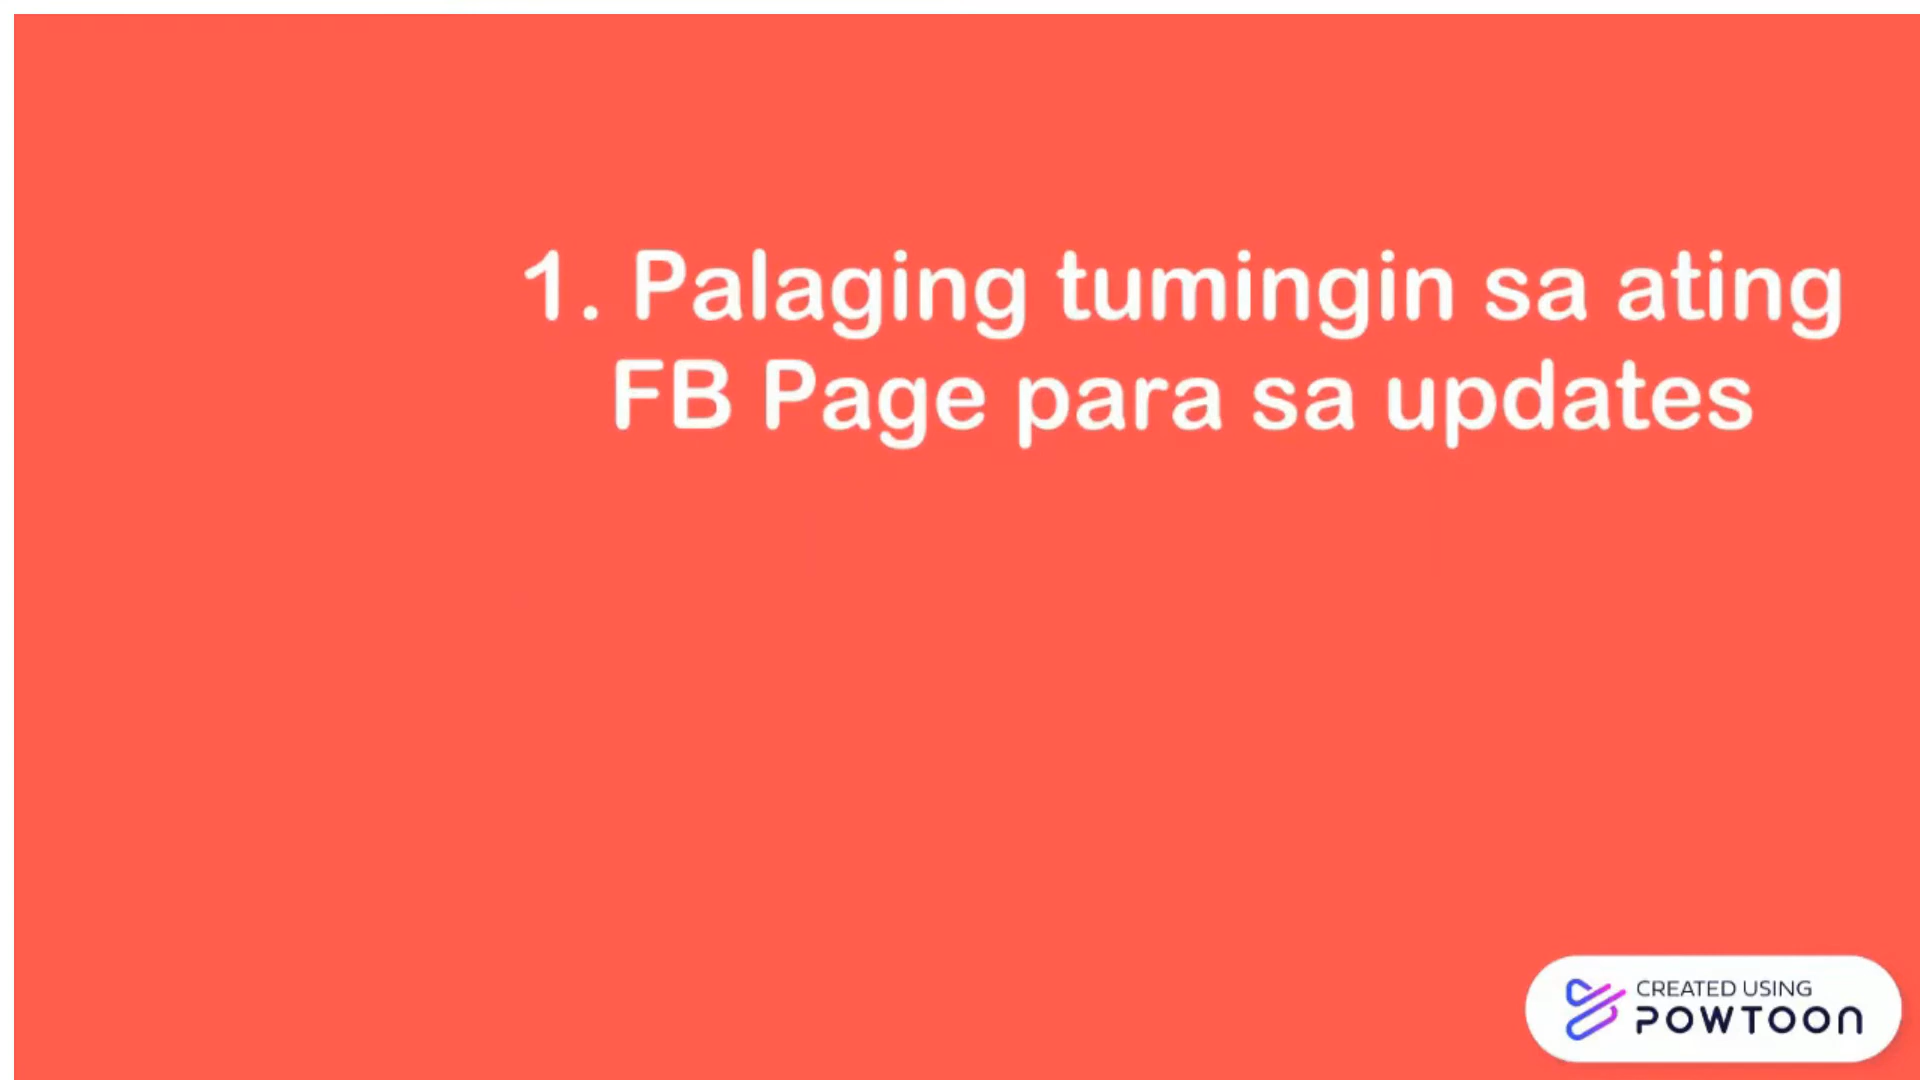 1. Palaging tumingin sa ating
FB Page para sa updates
CREATED USING
POWTOON